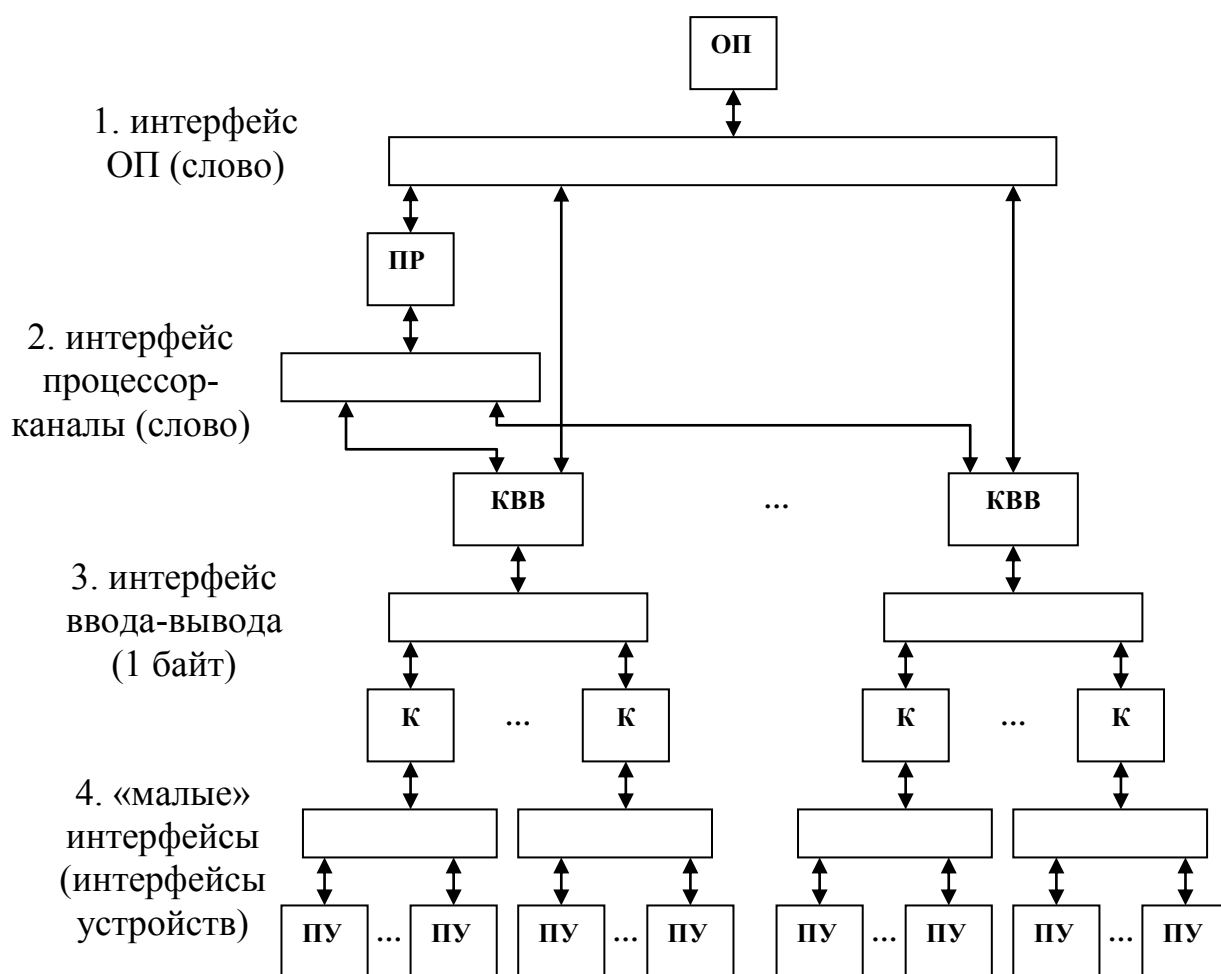 ОП
1. интерфейс
ОП (слово)
ПР
2. интерфейс
процессор-
каналы (слово)
КВВ ... КВВ
3. интерфейс
ввода-вывода
(1 байт)
К ... К К ... К
4. «малые»
интерфейсы
(интерфейсы
устройств)
ПУ ... ПУ ПУ ... ПУ ПУ ... ПУ ПУ ... ПУ